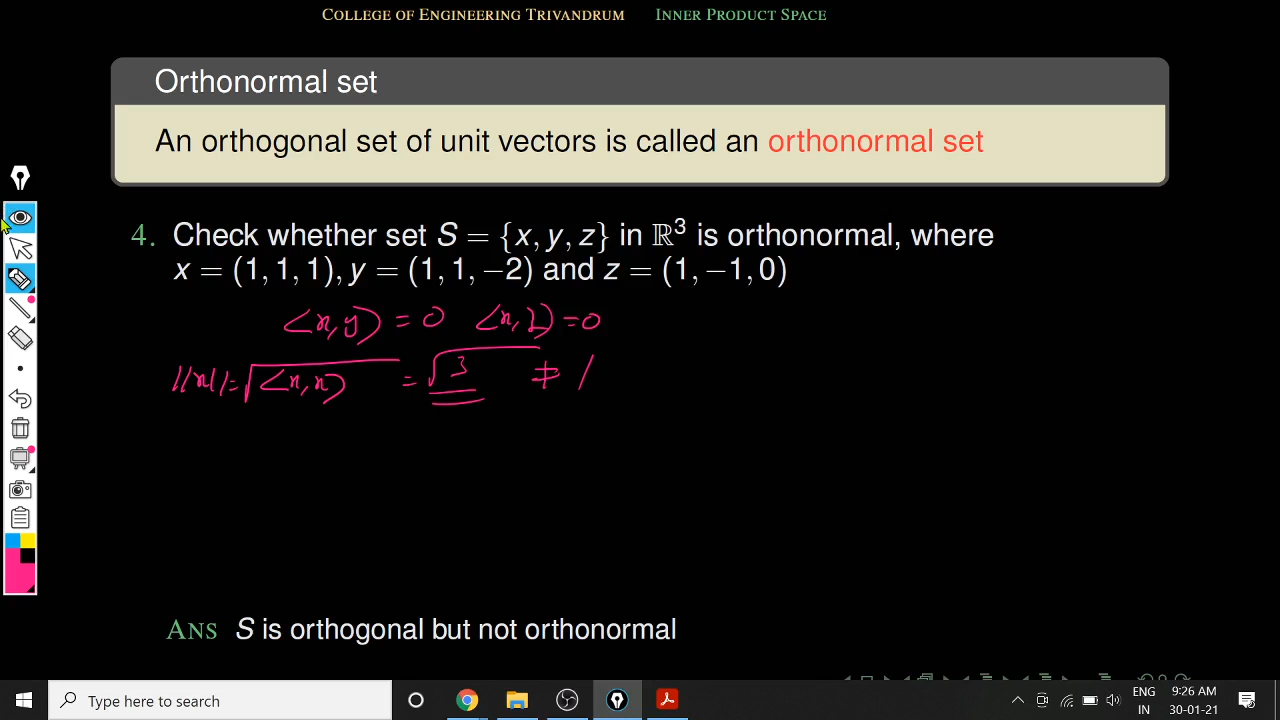 COLLEGE OF ENGINEERING TRIVANDRUM INNER PRODUCT SPACE
Orthonormal set
An orthogonal set of unit vectors is called an orthonormal set
4. Check whether set S = {x, y, z} in ℝ³ is orthonormal, where
x = (1, 1, 1), y = (1, 1, −2) and z = (1, −1, 0)
<x, y> = 0 <x, z> = 0
||x|| = √<x, x> = √3 ≠ 1
ANS S is orthogonal but not orthonormal
Type here to search
ENG
IN
9:26 AM
30-01-21